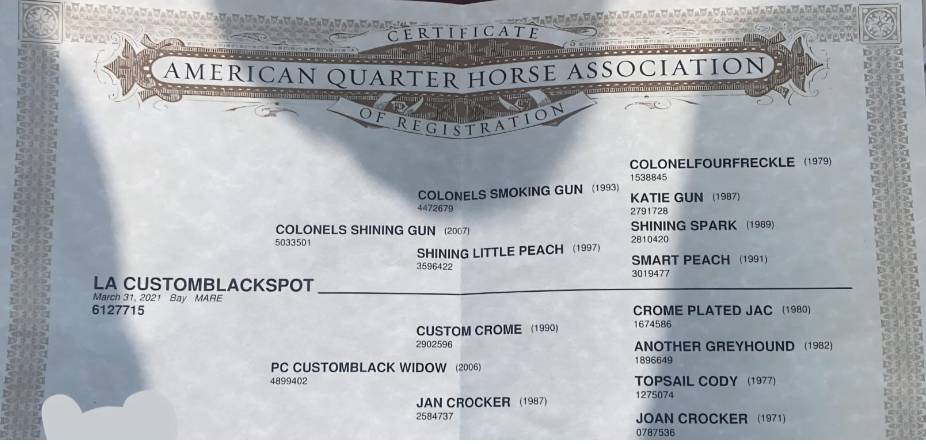 CERTIFICATE
AMERICAN QUARTER HORSE ASSOCIATION
OF REGISTRATION
COLONELFOURFRECKLE (1979)
1538845
COLONELS SMOKING GUN (1993)
4472679
KATIE GUN (1987)
2791728
COLONELS SHINING GUN (2007)
5033501
SHINING SPARK (1989)
2810420
SHINING LITTLE PEACH (1997)
3596422
SMART PEACH (1991)
3019477
LA CUSTOMBLACKSPOT
March 31, 2021 Bay MARE
6127715
CROME PLATED JAC (1980)
1674586
CUSTOM CROME (1990)
2902596
ANOTHER GREYHOUND (1982)
1896649
PC CUSTOMBLACK WIDOW (2006)
4899402
TOPSAIL CODY (1977)
1275074
JAN CROCKER (1987)
2584737
JOAN CROCKER (1971)
0787536